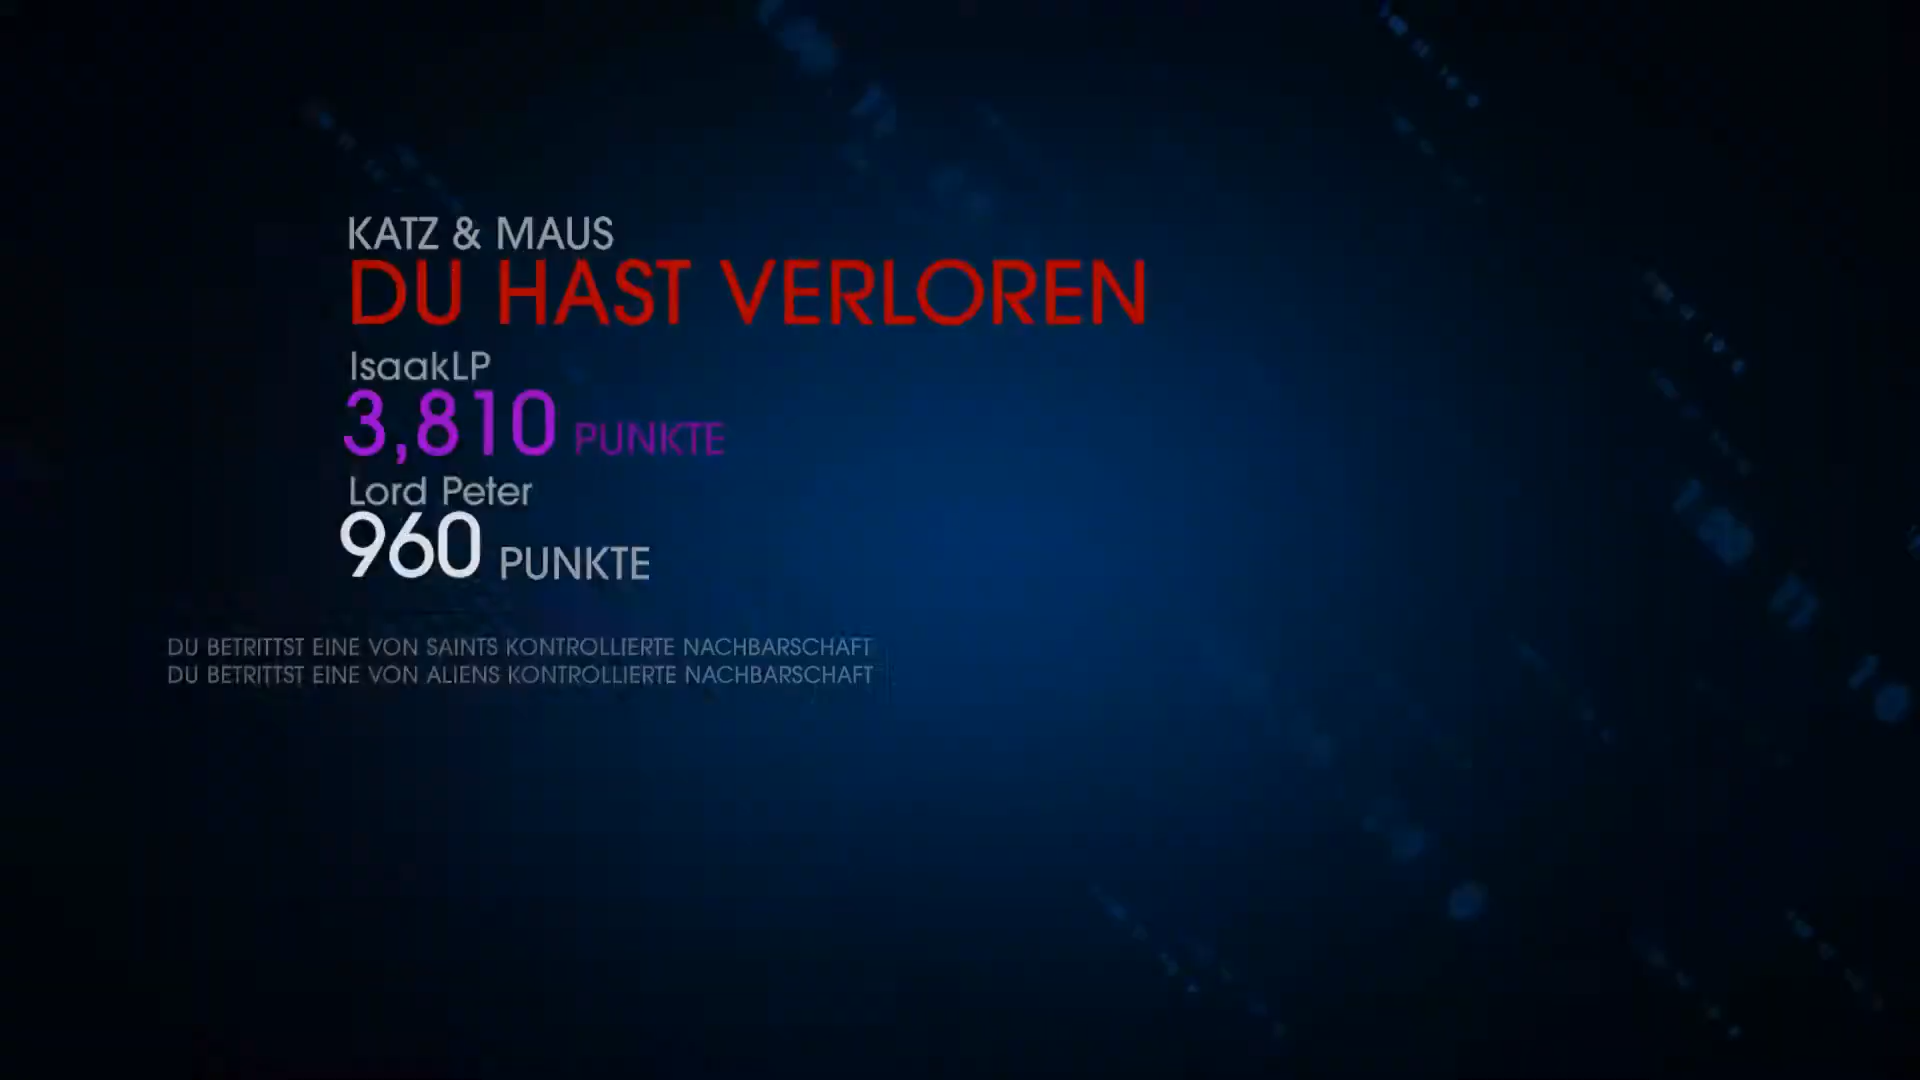 KATZ & MAUS
DU HAST VERLOREN
IsaakLP
3,810 PUNKTE
Lord Peter
960 PUNKTE
DU BETRITTST EINE VON SAINTS KONTROLLIERTE NACHBARSCHAFT
DU BETRITTST EINE VON ALIENS KONTROLLIERTE NACHBARSCHAFT